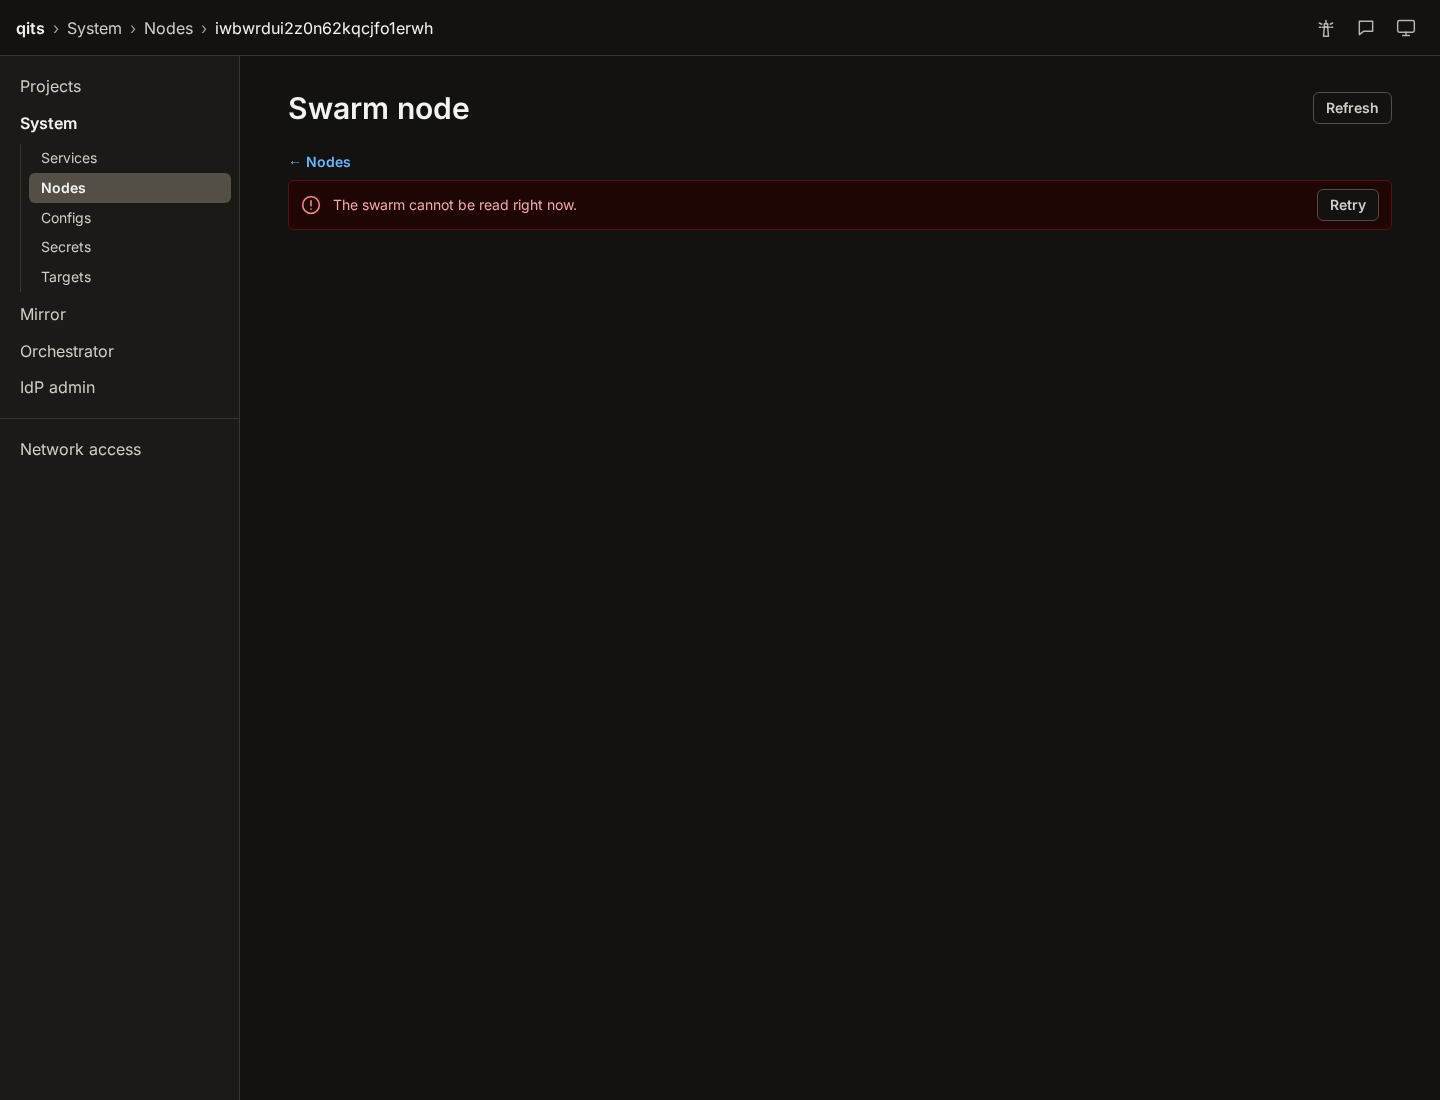 qits › System › Nodes › iwbwrdui2z0n62kqcjfo1erwh
Projects
System
Services
Nodes
Configs
Secrets
Targets
Mirror
Orchestrator
IdP admin
Network access
Swarm node
Refresh
← Nodes
The swarm cannot be read right now.
Retry